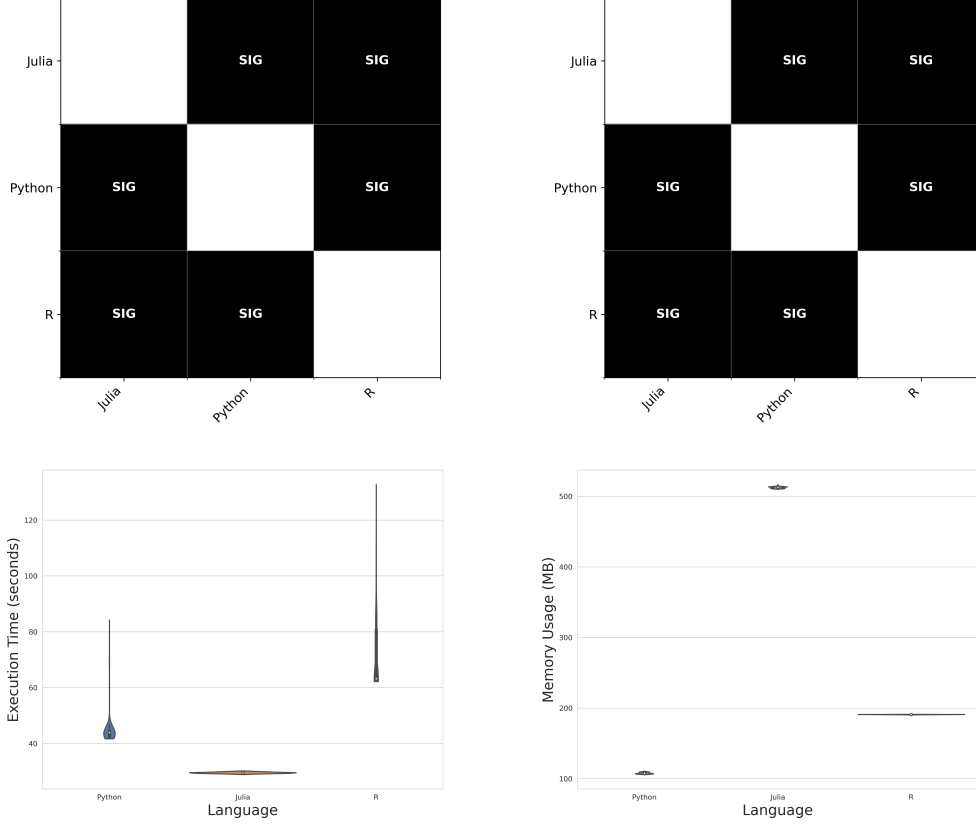 Julia SIG SIG
Python SIG SIG
R SIG SIG
Julia Python R
Julia SIG SIG
Python SIG SIG
R SIG SIG
Julia Python R
Execution Time (seconds)
120
100
80
60
40
Python Julia R
Language
Memory Usage (MB)
500
400
300
200
100
Python Julia R
Language